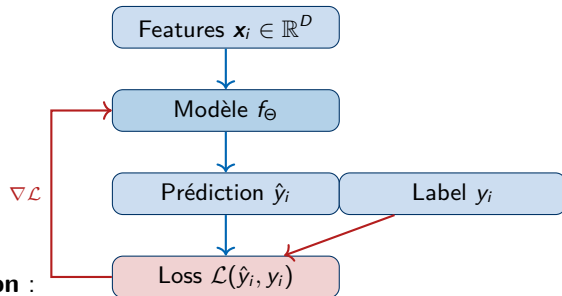 Features 𝒙ᵢ ∈ ℝᴰ
Modèle f_Θ
Prédiction ŷᵢ
Label yᵢ
∇ℒ
Loss ℒ(ŷᵢ, yᵢ)
on :